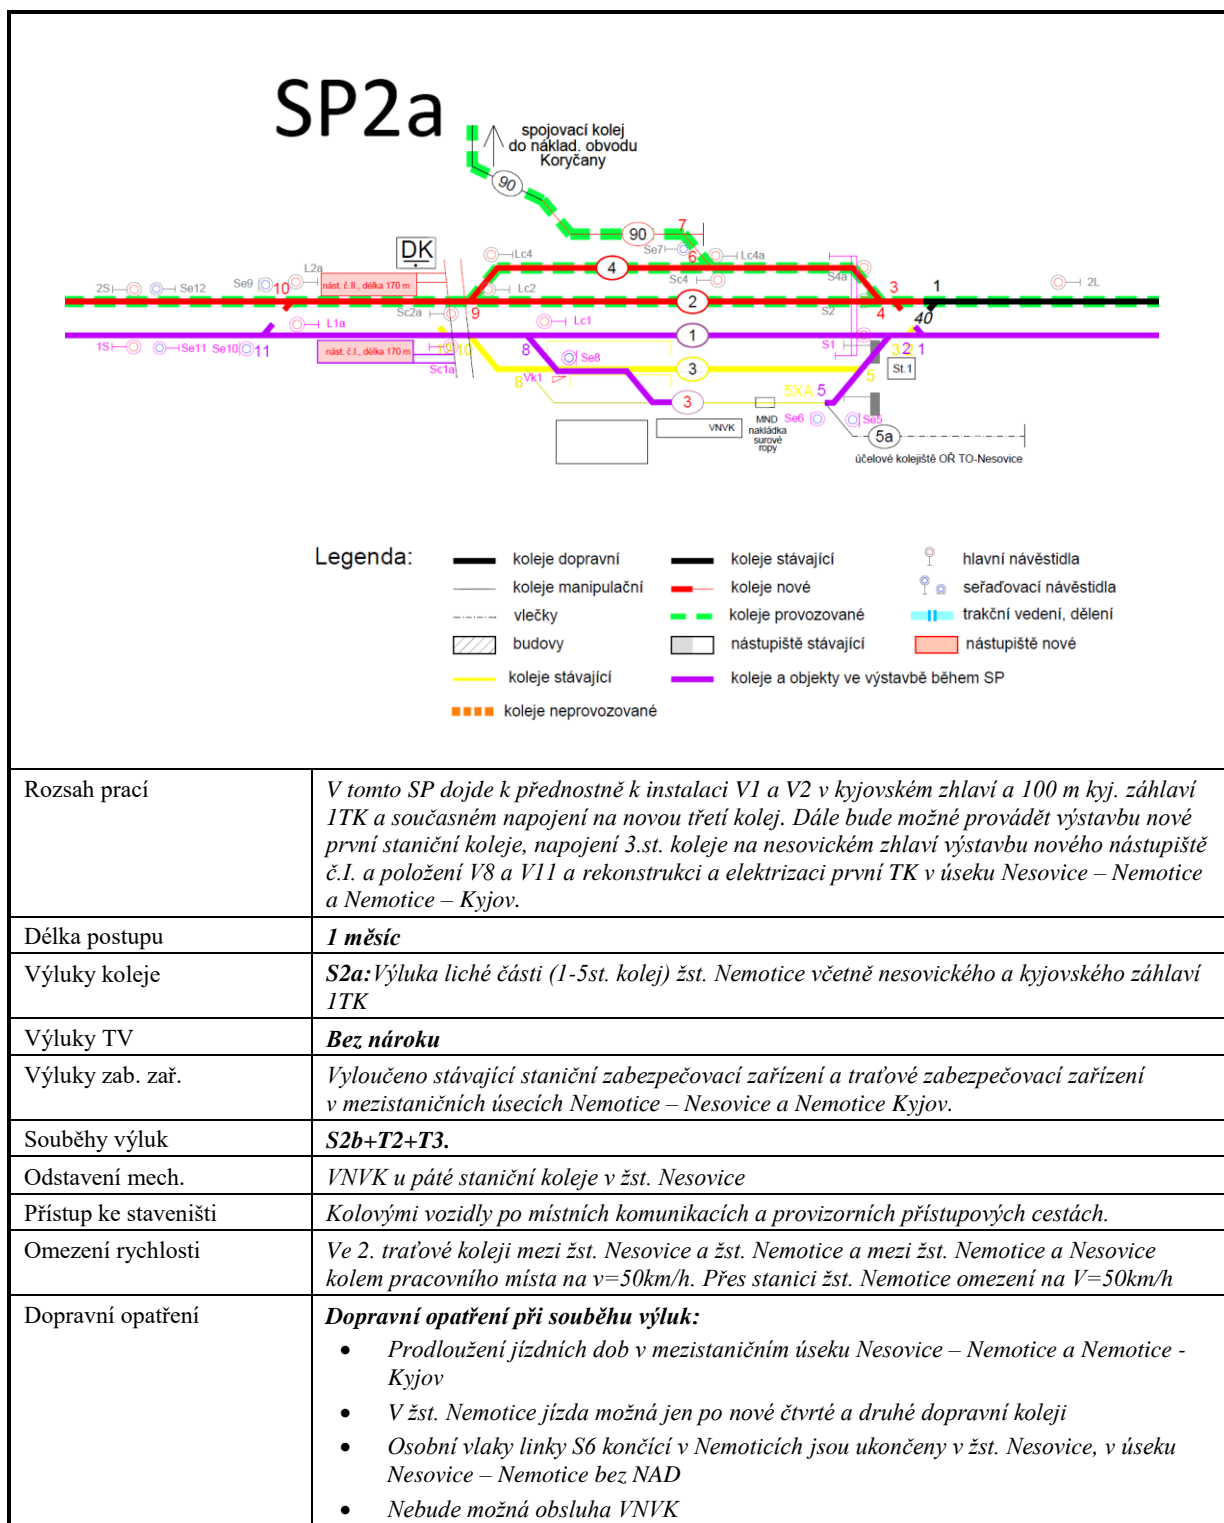 SP2a
spojovací kolej
do náklad. obvodu
Koryčany
90
90
7
Se7
6
Lc4a
DK
Lc4
4
Sc4
S4a
L2a
Se9
10
2S
Se12
nást. č.II., délka 170 m
Lc2
2
3
1
2L
Sc2a
9
S2
4
40
L1a
Lc1
1
1S
Se11
Se10
11
nást. č.I., délka 170 m
10
8
Se8
S1
3
2
1
Sc1a
8
Vk1
3
5
St.1
3
5XA
5
VNVK
MND
nakládka
surové
ropy
Se6
Se5
5a
účelové kolejiště OŘ TO-Nesovice
Legenda:
koleje dopravní
koleje stávající
hlavní návěstidla
koleje manipulační
koleje nové
seřaďovací návěstidla
vlečky
koleje provozované
trakční vedení, dělení
budovy
nástupiště stávající
nástupiště nové
koleje stávající
koleje a objekty ve výstavbě během SP
koleje neprovozované
Rozsah prací
V tomto SP dojde k přednostně k instalaci V1 a V2 v kyjovském zhlaví a 100 m kyj. záhlaví
1TK a současném napojení na novou třetí kolej. Dále bude možné provádět výstavbu nové
první staniční koleje, napojení 3.st. koleje na nesovickém zhlaví výstavbu nového nástupiště
č.I. a položení V8 a V11 a rekonstrukci a elektrizaci první TK v úseku Nesovice – Nemotice
a Nemotice – Kyjov.
Délka postupu
1 měsíc
Výluky koleje
S2a:Výluka liché části (1-5st. kolej) žst. Nemotice včetně nesovického a kyjovského záhlaví
1TK
Výluky TV
Bez nároku
Výluky zab. zař.
Vyloučeno stávající staniční zabezpečovací zařízení a traťové zabezpečovací zařízení
v mezistaničních úsecích Nemotice – Nesovice a Nemotice Kyjov.
Souběhy výluk
S2b+T2+T3.
Odstavení mech.
VNVK u páté staniční koleje v žst. Nesovice
Přístup ke staveništi
Kolovými vozidly po místních komunikacích a provizorních přístupových cestách.
Omezení rychlosti
Ve 2. traťové koleji mezi žst. Nesovice a žst. Nemotice a mezi žst. Nemotice a Nesovice
kolem pracovního místa na v=50km/h. Přes stanici žst. Nemotice omezení na V=50km/h
Dopravní opatření
Dopravní opatření při souběhu výluk:
• Prodloužení jízdních dob v mezistaničním úseku Nesovice – Nemotice a Nemotice -
Kyjov
• V žst. Nemotice jízda možná jen po nové čtvrté a druhé dopravní koleji
• Osobní vlaky linky S6 končící v Nemoticích jsou ukončeny v žst. Nesovice, v úseku
Nesovice – Nemotice bez NAD
• Nebude možná obsluha VNVK